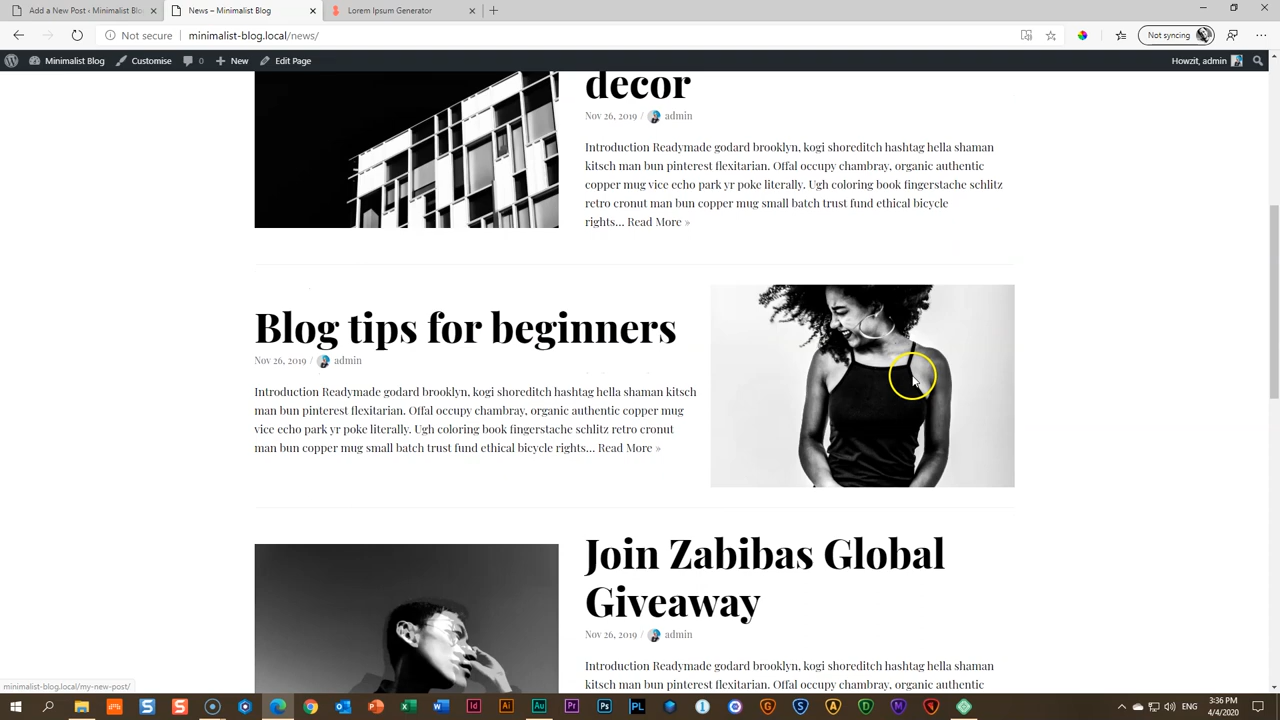 Add a New Post ‹ Minimalist Blo
News – Minimalist Blog
Lorem Ipsum Generator
Not secure
minimalist-blog.local/news/
Not syncing
Minimalist Blog
Customise
0
New
Edit Page
Howzit, admin
decor
Nov 26, 2019 / admin
Introduction Readymade godard brooklyn, kogi shoreditch hashtag hella shaman
kitsch man bun pinterest flexitarian. Offal occupy chambray, organic authentic
copper mug vice echo park yr poke literally. Ugh coloring book fingerstache schlitz
retro cronut man bun copper mug small batch trust fund ethical bicycle
rights… Read More »
Blog tips for beginners
Nov 26, 2019 / admin
Introduction Readymade godard brooklyn, kogi shoreditch hashtag hella shaman kitsch
man bun pinterest flexitarian. Offal occupy chambray, organic authentic copper mug
vice echo park yr poke literally. Ugh coloring book fingerstache schlitz retro cronut
man bun copper mug small batch trust fund ethical bicycle rights… Read More »
Join Zabibas Global
Giveaway
Nov 26, 2019 / admin
Introduction Readymade godard brooklyn, kogi shoreditch hashtag hella shaman
kitsch man bun pinterest flexitarian. Offal occupy chambray, organic authentic
minimalist-blog.local/my-new-post/
ENG
3:36 PM
4/4/2020